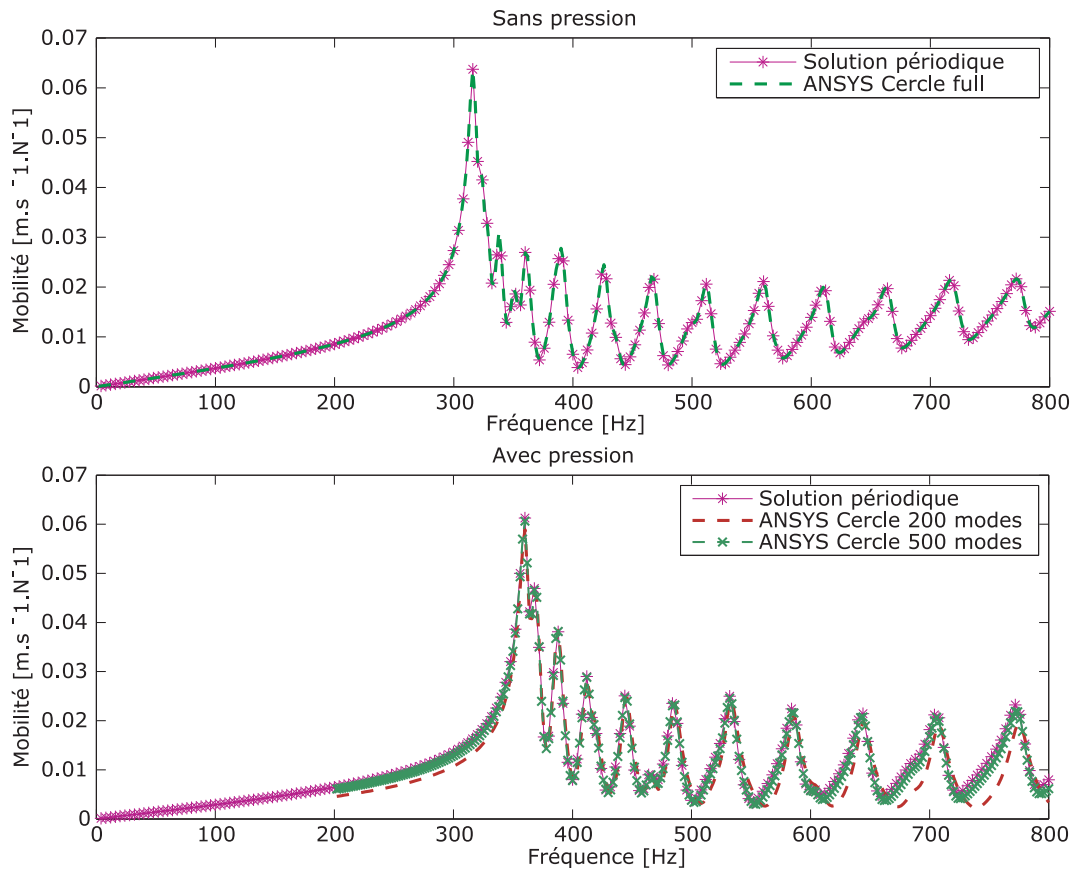 Sans pression
0.07
0.06
0.05
0.04
0.03
0.02
0.01
0
Mobilité [m.s⁻1.N⁻1]
Solution périodique
ANSYS Cercle full
0 100 200 300 400 500 600 700 800
Fréquence [Hz]
Avec pression
0.07
0.06
0.05
0.04
0.03
0.02
0.01
0
Mobilité [m.s⁻1.N⁻1]
Solution périodique
ANSYS Cercle 200 modes
ANSYS Cercle 500 modes
0 100 200 300 400 500 600 700 800
Fréquence [Hz]